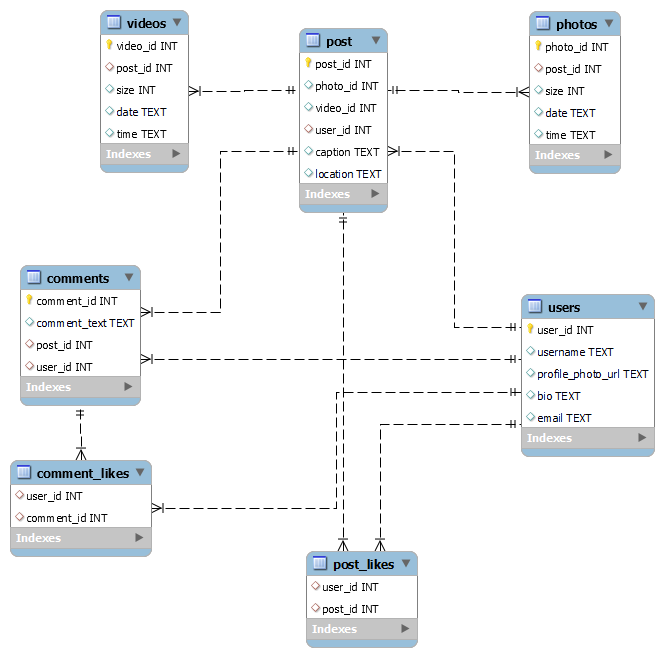 videos
video_id INT
post_id INT
size INT
date TEXT
time TEXT
Indexes
post
post_id INT
photo_id INT
video_id INT
user_id INT
caption TEXT
location TEXT
Indexes
photos
photo_id INT
post_id INT
size INT
date TEXT
time TEXT
Indexes
comments
comment_id INT
comment_text TEXT
post_id INT
user_id INT
Indexes
users
user_id INT
username TEXT
profile_photo_url TEXT
bio TEXT
email TEXT
Indexes
comment_likes
user_id INT
comment_id INT
Indexes
post_likes
user_id INT
post_id INT
Indexes